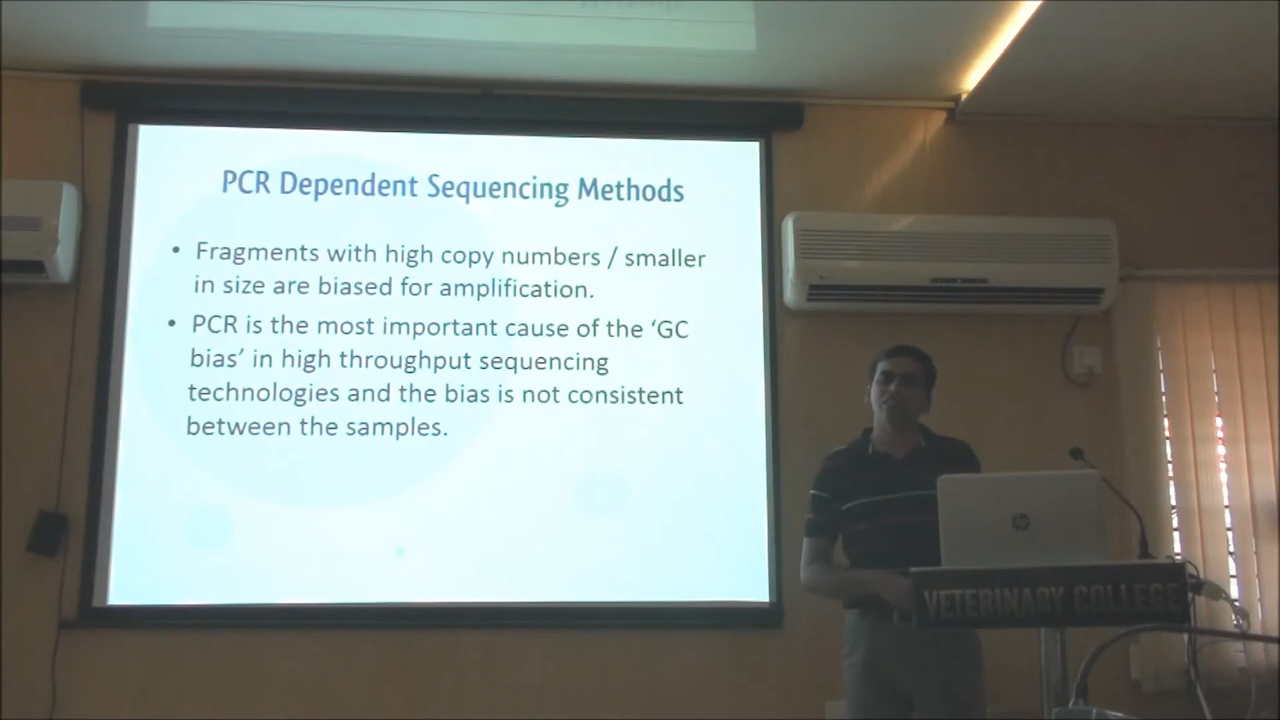 PCR Dependent Sequencing Methods
• Fragments with high copy numbers / smaller
in size are biased for amplification.
• PCR is the most important cause of the ‘GC
bias’ in high throughput sequencing
technologies and the bias is not consistent
between the samples.
hp
VETERINARY COLLEGE